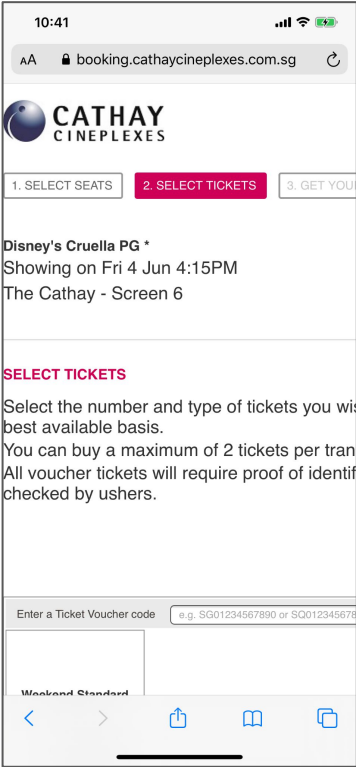 10:41
AA booking.cathaycineplexes.com.sg
CATHAY
CINEPLEXES
1. SELECT SEATS 2. SELECT TICKETS 3. GET YOU
Disney's Cruella PG *
Showing on Fri 4 Jun 4:15PM
The Cathay - Screen 6
SELECT TICKETS
Select the number and type of tickets you wis
best available basis.
You can buy a maximum of 2 tickets per tran
All voucher tickets will require proof of identif
checked by ushers.
Enter a Ticket Voucher code e.g. SG01234567890 or SQ012345678
Weekend Standard